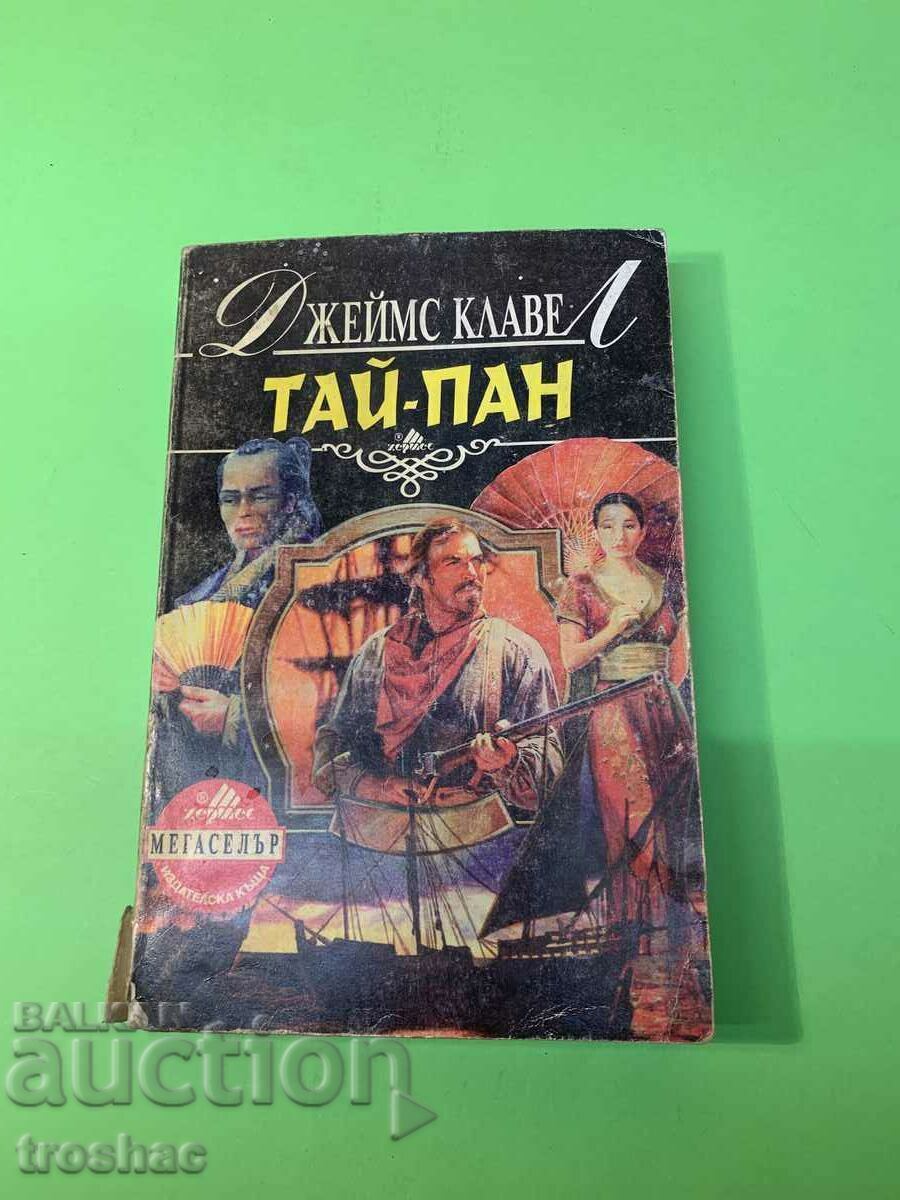 ДЖЕЙМС КЛАВЕЛ
ТАЙ-ПАН
® Хермес
® Хермес
МЕГАСЕЛЪР
ИЗДАТЕЛСКА КЪЩА
BALKAN
auction
troshac